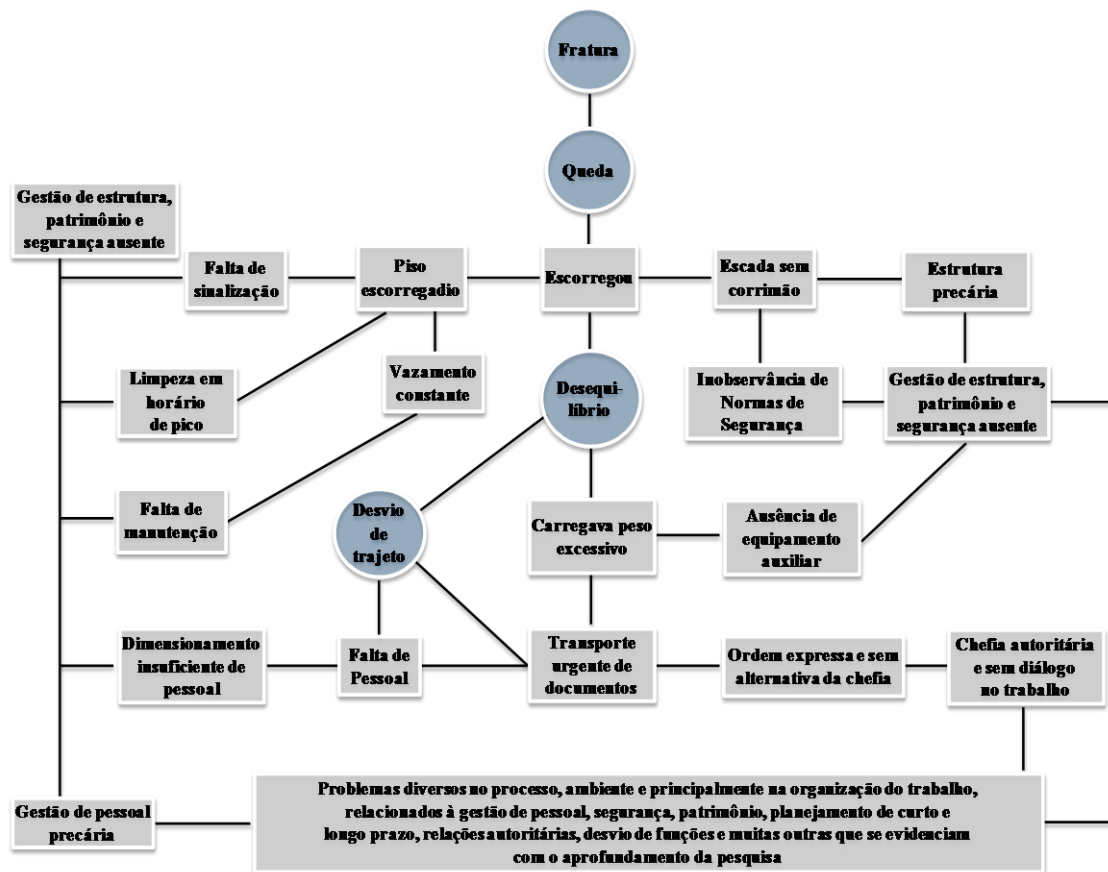 Fratura
Queda
Gestão de estrutura,
patrimônio e
segurança ausente
Falta de
sinalização
Piso
escorregadio
Escorregou
Escada sem
corrimão
Estrutura
precária
Limpeza em
horário
de pico
Vazamento
constante
Desequi-
líbrio
Inobservância de
Normas de
Segurança
Gestão de estrutura,
patrimônio e
segurança ausente
Falta de
manutenção
Desvio
de
trajeto
Carregava peso
excessivo
Ausência de
equipamento
auxiliar
Dimensionamento
insuficiente de
pessoal
Falta de
Pessoal
Transporte
urgente de
documentos
Ordem expressa e sem
alternativa da chefia
Chefia autoritária
e sem diálogo
no trabalho
Gestão de pessoal
precária
Problemas diversos no processo, ambiente e principalmente na organização do trabalho,
relacionados à gestão de pessoal, segurança, patrimônio, planejamento de curto e
longo prazo, relações autoritárias, desvio de funções e muitas outras que se evidenciam
com o aprofundamento da pesquisa